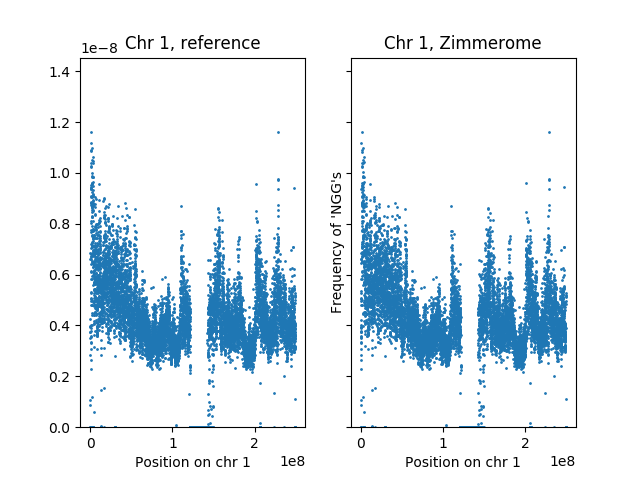 Chr 1, reference
Chr 1, Zimmerome
1e−8
1.4
1.2
1.0
0.8
0.6
0.4
0.2
0.0
Frequency of 'NGG's
0 1 2
0 1 2
1e8
1e8
Position on chr 1
Position on chr 1